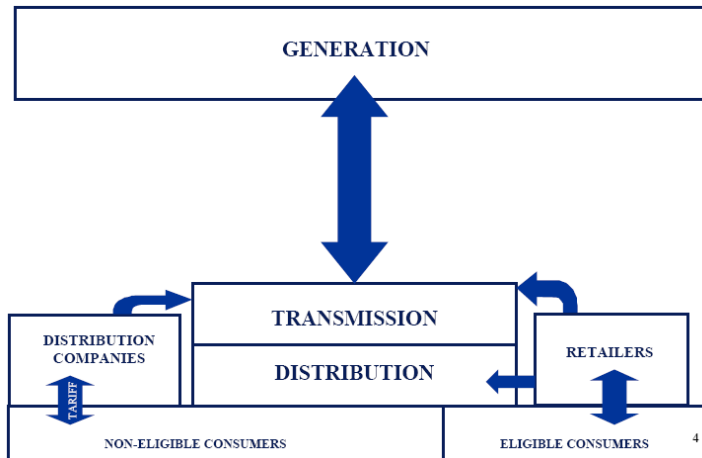 GENERATION
TRANSMISSION
DISTRIBUTION
COMPANIES
RETAILERS
DISTRIBUTION
TARIFF
NON-ELIGIBLE CONSUMERS
ELIGIBLE CONSUMERS
4